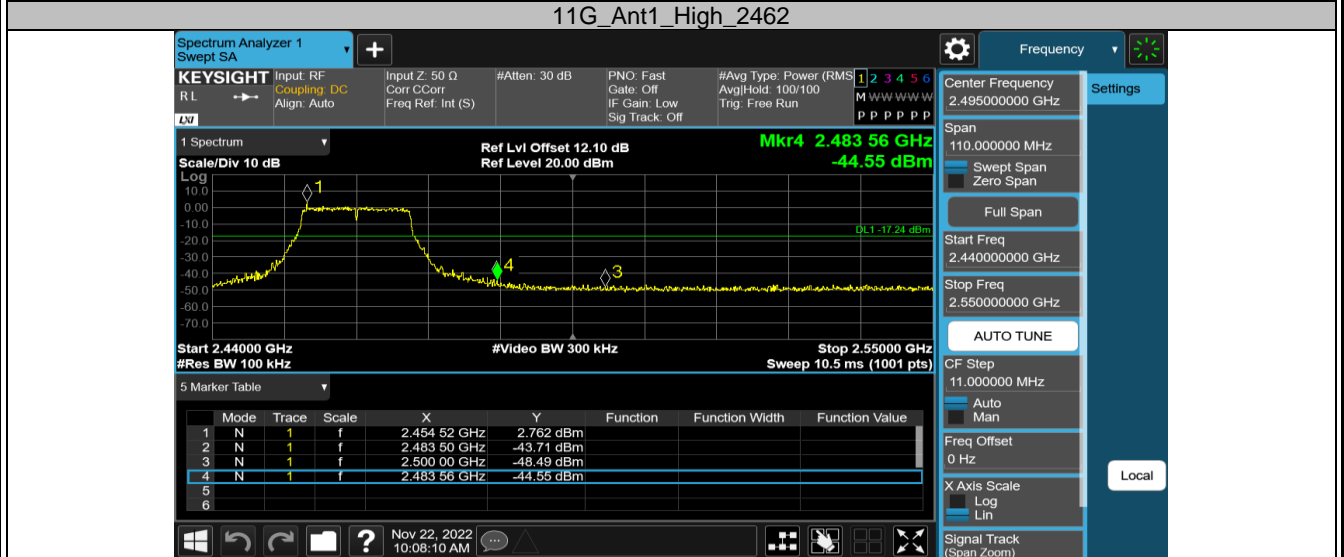 11G_Ant1_High_2462
Spectrum Analyzer 1
Swept SA
+
Frequency
KEYSIGHT
R L
LXI
Input: RF
Coupling: DC
Align: Auto
Input Z: 50 Ω
Corr CCorr
Freq Ref: Int (S)
#Atten: 30 dB
PNO: Fast
Gate: Off
IF Gain: Low
Sig Track: Off
#Avg Type: Power (RMS
Avg|Hold: 100/100
Trig: Free Run
1 2 3 4 5 6
M W W W W W
P P P P P P
1 Spectrum
Scale/Div 10 dB
Ref Lvl Offset 12.10 dB
Ref Level 20.00 dBm
Mkr4 2.483 56 GHz
-44.55 dBm
Log
10.0
0.00
-10.0
-20.0
-30.0
-40.0
-50.0
-60.0
-70.0
1
4
3
DL1 -17.24 dBm
Start 2.44000 GHz
#Res BW 100 kHz
#Video BW 300 kHz
Stop 2.55000 GHz
Sweep 10.5 ms (1001 pts)
5 Marker Table
Mode Trace Scale X Y Function Function Width Function Value
1 N 1 f 2.454 52 GHz 2.762 dBm
2 N 1 f 2.483 50 GHz -43.71 dBm
3 N 1 f 2.500 00 GHz -48.49 dBm
4 N 1 f 2.483 56 GHz -44.55 dBm
5
6
?
Nov 22, 2022
10:08:10 AM
Center Frequency
2.495000000 GHz
Span
110.000000 MHz
Swept Span
Zero Span
Full Span
Start Freq
2.440000000 GHz
Stop Freq
2.550000000 GHz
AUTO TUNE
CF Step
11.000000 MHz
Auto
Man
Freq Offset
0 Hz
X Axis Scale
Log
Lin
Signal Track
(Span Zoom)
Settings
Local